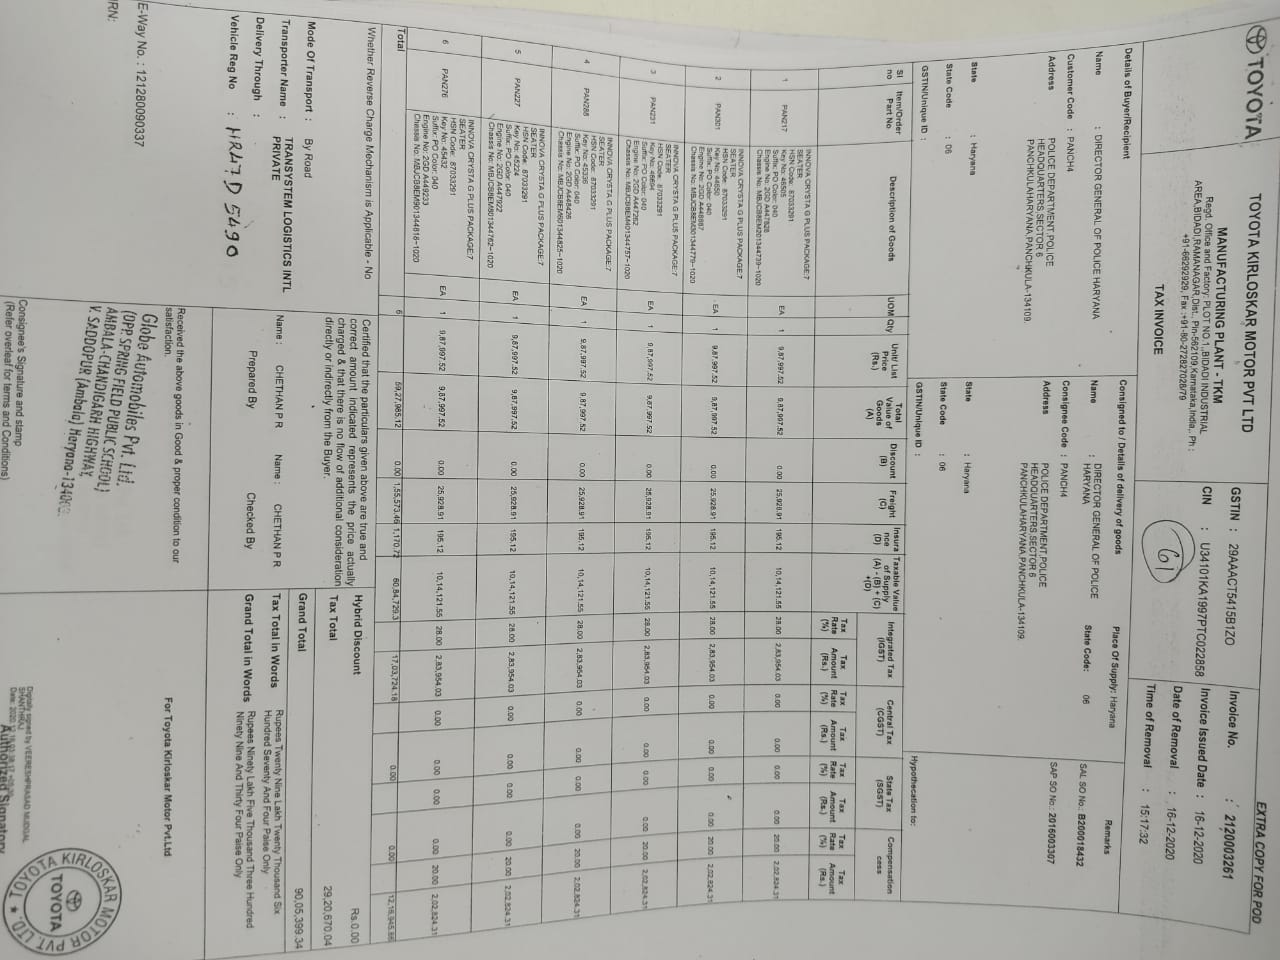 EXTRA COPY FOR POD
TOYOTA
TOYOTA KIRLOSKAR MOTOR PVT LTD
MANUFACTURING PLANT - TKM
Regd. Office and Factory: PLOT NO.1,,BIDADI INDUSTRIAL
AREA,BIDADI,RAMANAGAR,Dist., Pin-562109,Karnataka,India,. Ph :
+91-66292929, Fax :+91-80-272827028/79
TAX INVOICE
GSTIN : 29AAACT5415B1ZO
CIN : U34101KA1997PTC022858
61
Invoice No. : 2120003261
Invoice Issued Date : 16-12-2020
Date of Removal : 16-12-2020
Time of Removal : 15:17:32
Details of Buyer/Recipient
Name : DIRECTOR GENERAL OF POLICE HARYANA
Customer Code : PANCH4
Address POLICE DEPARTMENT,POLICE
HEADQUARTERS,SECTOR 6
PANCHKULAHARYANA,PANCHKULA-134109.
State : Haryana
State Code : 06
GSTIN/Unique ID :
Consigned to / Details of delivery of goods
Place Of Supply: Haryana
Name : DIRECTOR GENERAL OF POLICE
HARYANA
State Code: 06
Consignee Code : PANCH4
Address POLICE DEPARTMENT,POLICE
HEADQUARTERS,SECTOR 6
PANCHKULAHARYANA,PANCHKULA-134109.
State : Haryana
State Code : 06
GSTIN/Unique ID :
Remarks
SAL SO No.: B200018432
SAP SO No.: 2016003307
Hypothecation to:
Sl no Item/Order Part No Description of Goods UOM Qty Unit/ List Price (Rs.) Total Value of Goods (A) Discount (B) Freight (C) Insura nce (D) Taxable Value of Supply (A) - (B) + (C) +(D) Integrated Tax (IGST) Central Tax (CGST) State Tax (SGST) Compensation cess
Tax Rate (%) Tax Amount (Rs.) Tax Rate (%) Tax Amount (Rs.) Tax Rate (%) Tax Amount (Rs.) Tax Rate (%) Tax Amount (Rs.)
INNOVA CRYSTA G PLUS PACKAGE:7
SEATER
HSN Code: 87033291
Key No: 46505
Suffix: PO Color: 040
Engine No: 2GD A447828
Chassis No: MBJCB8EM201344739-1020
1 PAN217 EA 1 9,87,997.52 9,87,997.52 0.00 25,928.91 195.12 10,14,121.55 28.00 2,83,954.03 0.00 0.00 0.00 0.00 20.00 2,02,824.31
INNOVA CRYSTA G PLUS PACKAGE:7
SEATER
HSN Code: 87033291
Key No: 44650
Suffix: PO Color: 040
Engine No: 2GD A448887
Chassis No: MBJCB8EM301344779-1020
2 PAN301 EA 1 9,87,997.52 9,87,997.52 0.00 25,928.91 195.12 10,14,121.55 28.00 2,83,954.03 0.00 0.00 0.00 0.00 20.00 2,02,824.31
INNOVA CRYSTA G PLUS PACKAGE:7
SEATER
HSN Code: 87033291
Key No: 46694
Suffix: PO Color: 040
Engine No: 2GD A447262
Chassis No: MBJCB8EM401344757-1020
3 PAN231 EA 1 9,87,997.52 9,87,997.52 0.00 25,928.91 195.12 10,14,121.55 28.00 2,83,954.03 0.00 0.00 0.00 0.00 20.00 2,02,824.31
INNOVA CRYSTA G PLUS PACKAGE:7
SEATER
HSN Code: 87033291
Key No: 45336
Suffix: PO Color: 040
Engine No: 2GD A448426
Chassis No: MBJCB8EM601344825-1020
4 PAN288 EA 1 9,87,997.52 9,87,997.52 0.00 25,928.91 195.12 10,14,121.55 28.00 2,83,954.03 0.00 0.00 0.00 0.00 20.00 2,02,824.31
INNOVA CRYSTA G PLUS PACKAGE:7
SEATER
HSN Code: 87033291
Key No: 45224
Suffix: PO Color: 040
Engine No: 2GD A447922
Chassis No: MBJCB8EM801344762-1020
5 PAN227 EA 1 9,87,997.52 9,87,997.52 0.00 25,928.91 195.12 10,14,121.55 28.00 2,83,954.03 0.00 0.00 0.00 0.00 20.00 2,02,824.31
INNOVA CRYSTA G PLUS PACKAGE:7
SEATER
HSN Code: 87033291
Key No: 45432
Suffix: PO Color: 040
Engine No: 2GD A449233
Chassis No: MBJCB8EM901344818-1020
6 PAN276 EA 1 9,87,997.52 9,87,997.52 0.00 25,928.91 195.12 10,14,121.55 28.00 2,83,954.03 0.00 0.00 0.00 0.00 20.00 2,02,824.31
Total 6 59,27,985.12 0.00 1,55,573.46 1,170.72 60,84,729.3 17,03,724.18 0.00 0.00 12,16,945.86
Whether Reverse Charge Mechanism is Applicable - No
Mode Of Transport : By Road
Transporter Name : TRANSYSTEM LOGISTICS INTL
PRIVATE
Delivery Through :
Vehicle Reg No : HR47D 5490
E-Way No. : 121280090337
IRN:
Certified that the particulars given above are true and
correct amount indicated represents the price actually
charged & that there is no flow of additional consideration
directly or indirectly from the Buyer.
Name : CHETHAN P R Name : CHETHAN P R
Prepared By Checked By
Hybrid Discount Rs.0.00
Tax Total 29,20,670.04
Grand Total 90,05,399.34
Tax Total in Words Rupees Twenty Nine Lakh Twenty Thousand Six
Hundred Seventy And Four Paise Only
Grand Total in Words Rupees Ninety Lakh Five Thousand Three Hundred
Ninety Nine And Thirty Four Paise Only
Received the above goods in Good & proper condition to our
satisfaction.
Globe Automobiles Pvt. Ltd.
(OPP. SPRING FIELD PUBLIC SCHOOL)
AMBALA-CHANDIGARH HIGHWAY,
V. SADDOPUR (Ambala) Heryana-134003.
Consignee's Signature and stamp
(Refer overleaf for terms and Conditions)
For Toyota Kirloskar Motor Pvt.Ltd
TOYOTA KIRLOSKAR MOTOR PVT. LTD.
TOYOTA
Digitally signed by VEERESHPRASAD MUDGAL
SHANTHRAJ
Authorized Signatory